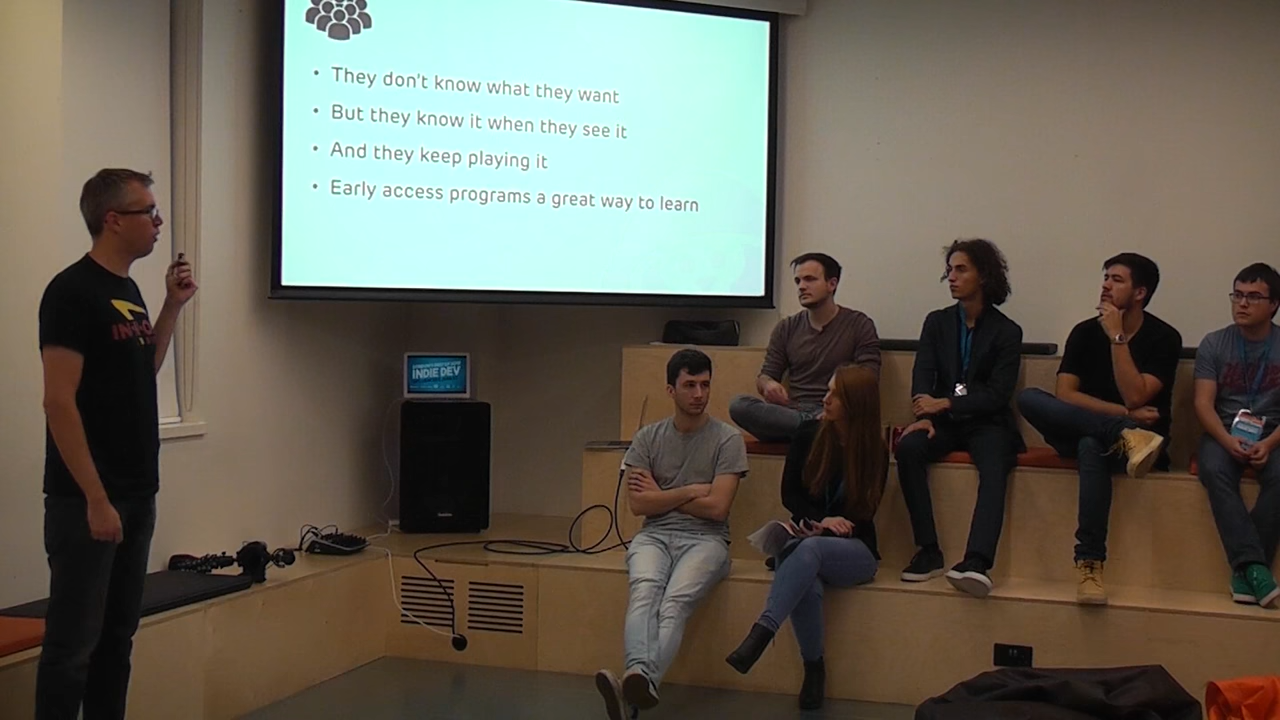 • They don't know what they want
• But they know it when they see it
• And they keep playing it
• Early access programs a great way to learn
INDIE DEV